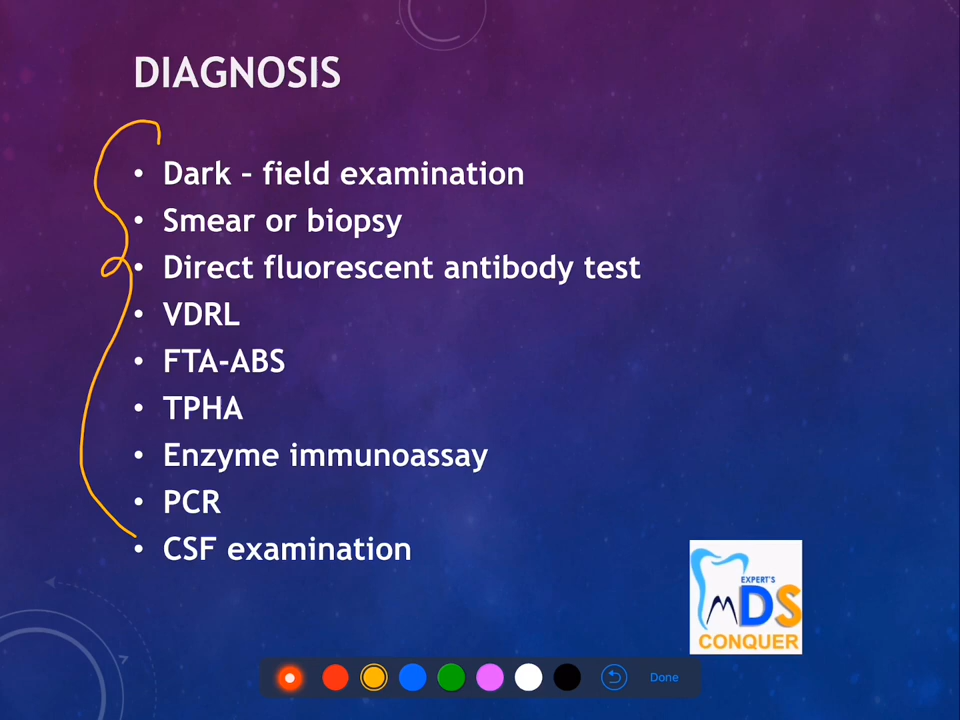 DIAGNOSIS
• Dark – field examination
• Smear or biopsy
• Direct fluorescent antibody test
• VDRL
• FTA-ABS
• TPHA
• Enzyme immunoassay
• PCR
• CSF examination
EXPERT'S
MDS
CONQUER
Done